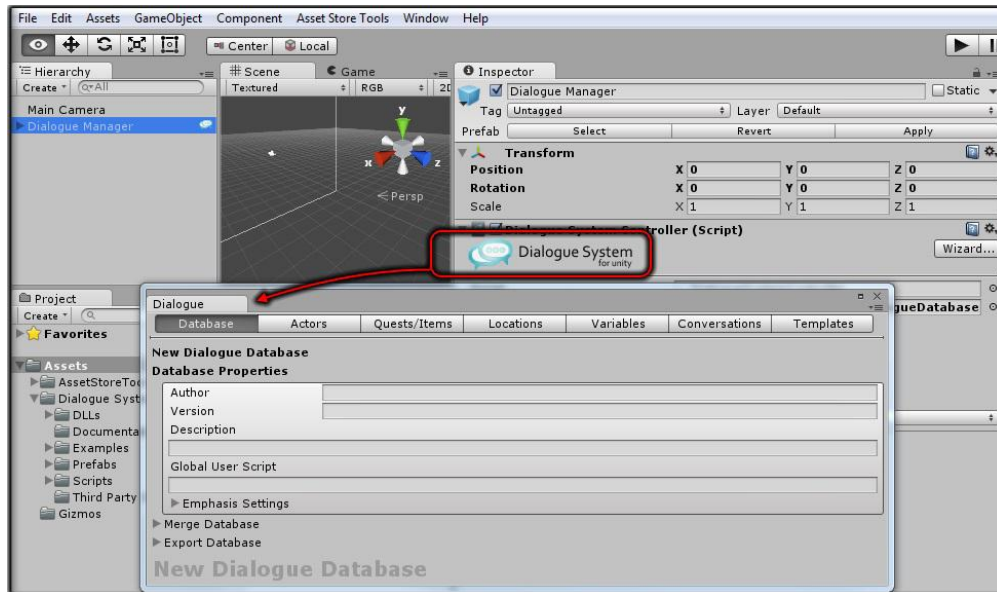 File Edit Assets GameObject Component Asset Store Tools Window Help
Center Local
Hierarchy
Create All
Main Camera
Dialogue Manager
Scene Game
Textured RGB 2D
y
x z
Persp
Inspector
Dialogue Manager Static
Tag Untagged Layer Default
Prefab Select Revert Apply
Transform
Position X 0 Y 0 Z 0
Rotation X 0 Y 0 Z 0
Scale X 1 Y 1 Z 1
Dialogue System Controller (Script)
Dialogue System
for unity
Wizard...
gueDatabase
Project
Create
Favorites
Assets
AssetStoreToo
Dialogue Syst
DLLs
Documenta
Examples
Prefabs
Scripts
Third Party
Gizmos
Dialogue
Database Actors Quests/Items Locations Variables Conversations Templates
New Dialogue Database
Database Properties
Author
Version
Description
Global User Script
Emphasis Settings
Merge Database
Export Database
New Dialogue Database